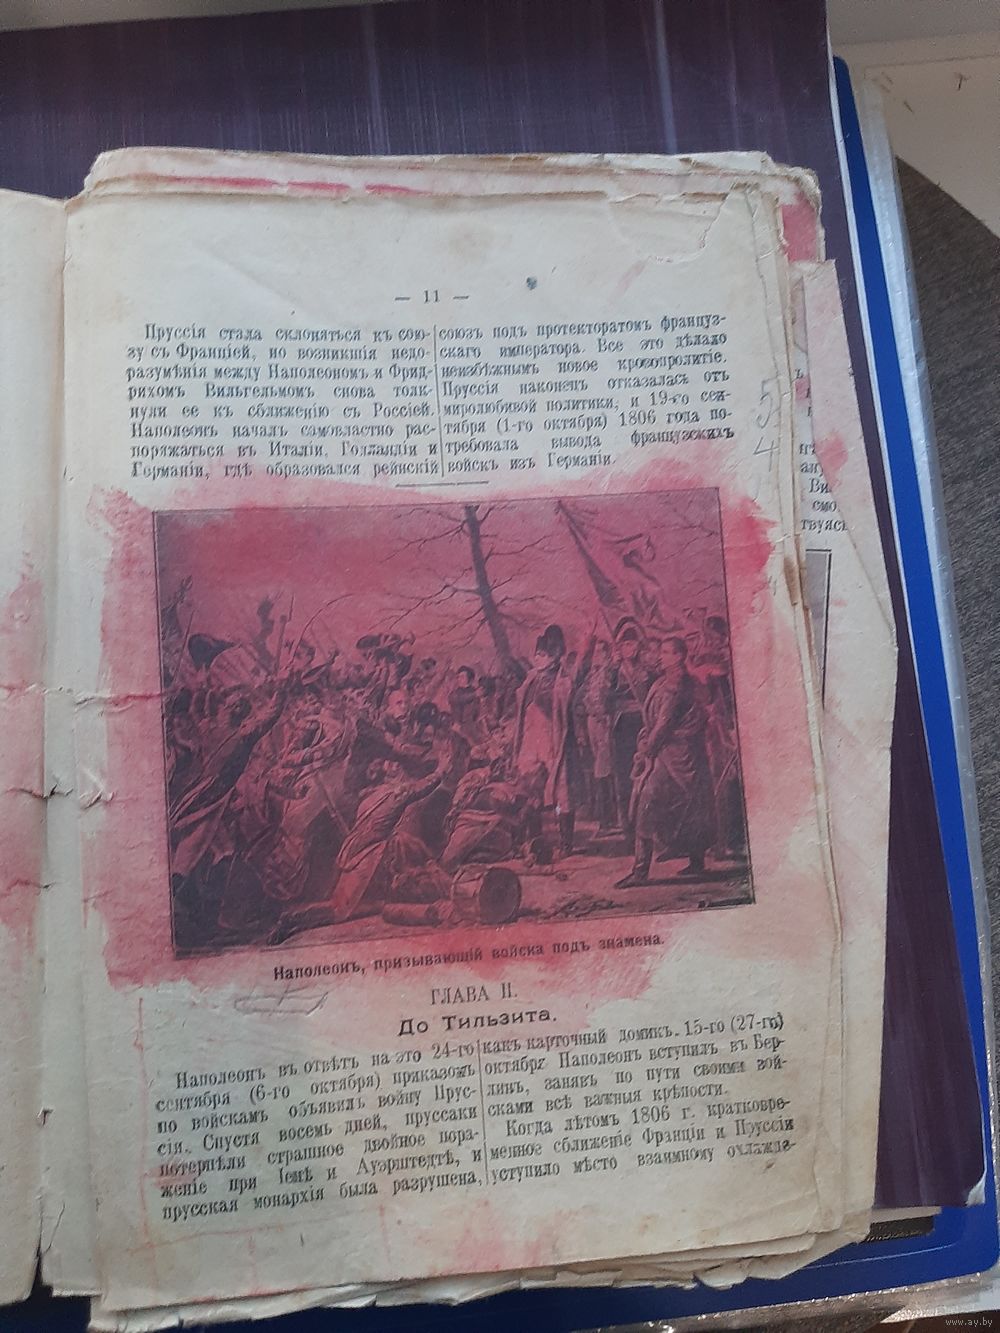 — 11 —
Пруссія стала склоняться къ сою-
зу съ Франціей, но возникшія недо-
разумѣнія между Наполеономъ и Фрид-
рихомъ Вильгельмомъ снова толк-
нули ее къ сближенію съ Россіей.
Наполеонъ началъ самовластно рас-
поряжаться въ Италіи, Голландіи и
Германіи, гдѣ образовался рейнскій
союзъ подъ протекторатомъ француз-
скаго императора. Все это дѣлало
неизбѣжнымъ новое кровопролитіе.
Пруссія наконецъ отказалась отъ
миролюбивой политики, и 19-го сен-
тября (1-го октября) 1806 года по-
требовала вывода французскихъ
войскъ изъ Германіи.
Наполеонъ, призывающій войска подъ знамена.
ГЛАВА II.
До Тильзита.
Наполеонъ въ отвѣтъ на это 24-го
сентября (6-го октября) приказомъ
по войскамъ объявилъ войну Прус-
сіи. Спустя восемь дней, пруссаки
потерпѣли страшное двойное пора-
женіе при Іенѣ и Ауэрштедтѣ, и
прусская монархія была разрушена,
какъ карточный домикъ. 15-го (27-го)
октября Наполеонъ вступилъ въ Бер-
линъ, занявъ по пути своими вой-
сками всѣ важныя крѣпости.
Когда лѣтомъ 1806 г. кратковре-
менное сближеніе Франціи и Пруссіи
уступило мѣсто взаимному охлажде-
Ви
смо
твуясь
www.ay.by